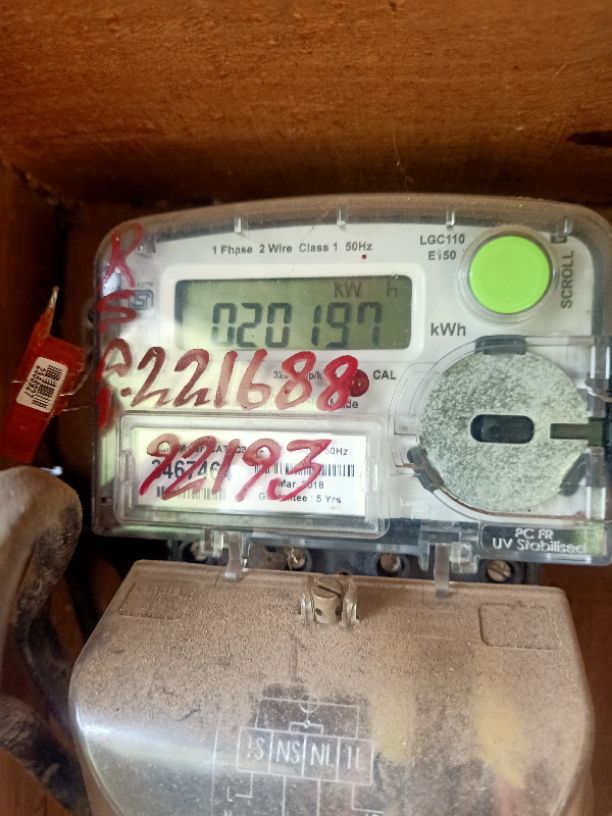 1 Phase 2 Wire Class 1 50Hz
LGC110
E150
SCROLL
kW h
020197
kWh
CAL
221688
92193
Mar. 2018
5 Yrs
PC FR
UV Stabilised
1S NS NL 1L